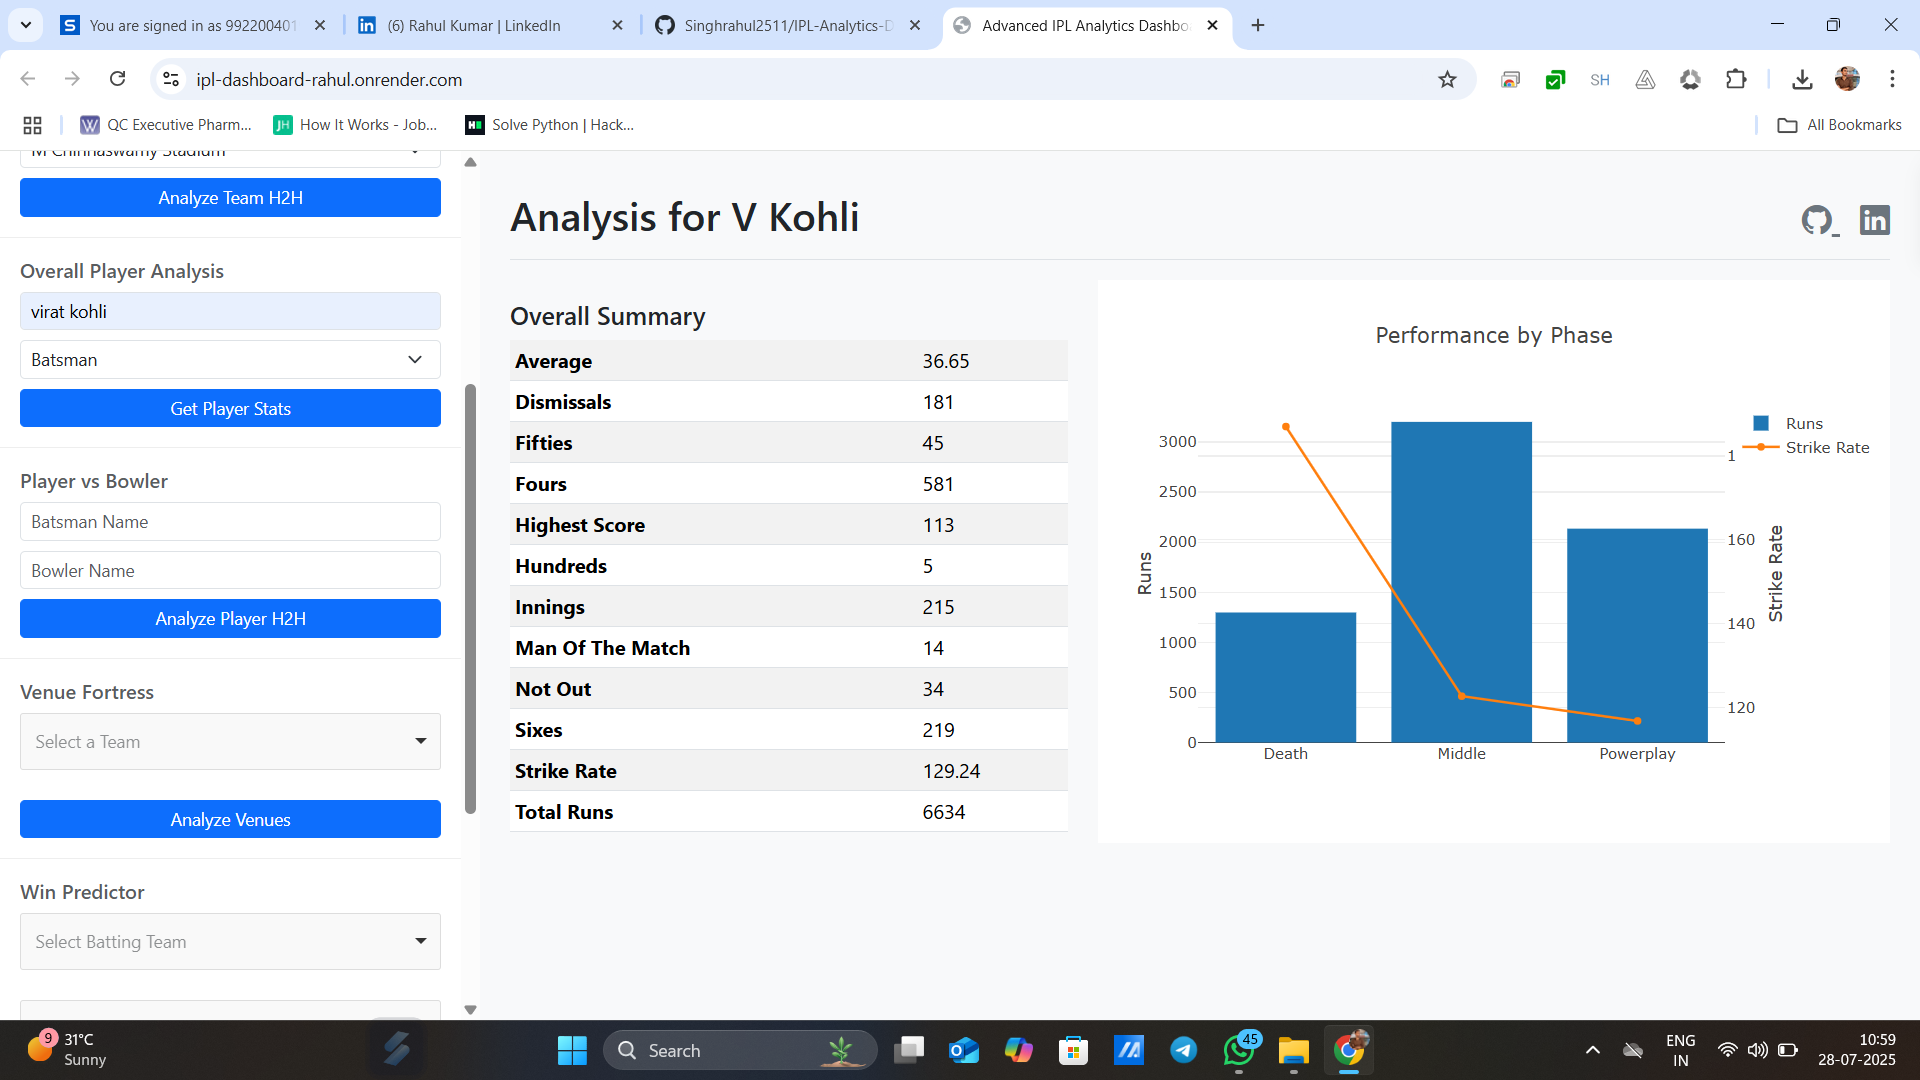 You are signed in as 992200401
(6) Rahul Kumar | LinkedIn
Singhrahul2511/IPL-Analytics-D
Advanced IPL Analytics Dashbo
ipl-dashboard-rahul.onrender.com
SH
QC Executive Pharm...
How It Works - Job...
Solve Python | Hack...
All Bookmarks
M Chinnaswamy Stadium
Analyze Team H2H
Overall Player Analysis
virat kohli
Batsman
Get Player Stats
Player vs Bowler
Batsman Name
Bowler Name
Analyze Player H2H
Venue Fortress
Select a Team
Analyze Venues
Win Predictor
Select Batting Team
Analysis for V Kohli
Overall Summary
Average 36.65
Dismissals 181
Fifties 45
Fours 581
Highest Score 113
Hundreds 5
Innings 215
Man Of The Match 14
Not Out 34
Sixes 219
Strike Rate 129.24
Total Runs 6634
Performance by Phase
Runs
Strike Rate
3000
2500
2000
1500
1000
500
0
Runs
1
160
140
120
Strike Rate
Death
Middle
Powerplay
9
31°C
Sunny
Search
45
ENG
IN
10:59
28-07-2025